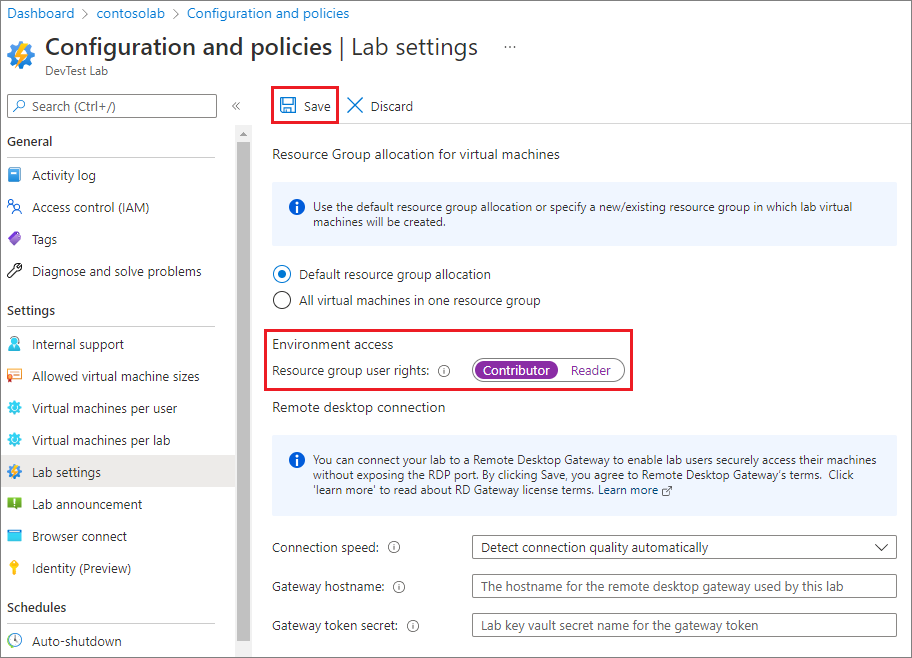 Dashboard > contosolab > Configuration and policies
Configuration and policies | Lab settings ...
DevTest Lab
Search (Ctrl+/)
«
General
Activity log
Access control (IAM)
Tags
Diagnose and solve problems
Settings
Internal support
Allowed virtual machine sizes
Virtual machines per user
Virtual machines per lab
Lab settings
Lab announcement
Browser connect
Identity (Preview)
Schedules
Auto-shutdown
Save Discard
Resource Group allocation for virtual machines
Use the default resource group allocation or specify a new/existing resource group in which lab virtual
machines will be created.
Default resource group allocation
All virtual machines in one resource group
Environment access
Resource group user rights: Contributor Reader
Remote desktop connection
You can connect your lab to a Remote Desktop Gateway to enable lab users securely access their machines
without exposing the RDP port. By clicking Save, you agree to Remote Desktop Gateway's terms. Click
'learn more' to read about RD Gateway license terms. Learn more
Connection speed: Detect connection quality automatically
Gateway hostname: The hostname for the remote desktop gateway used by this lab
Gateway token secret: Lab key vault secret name for the gateway token